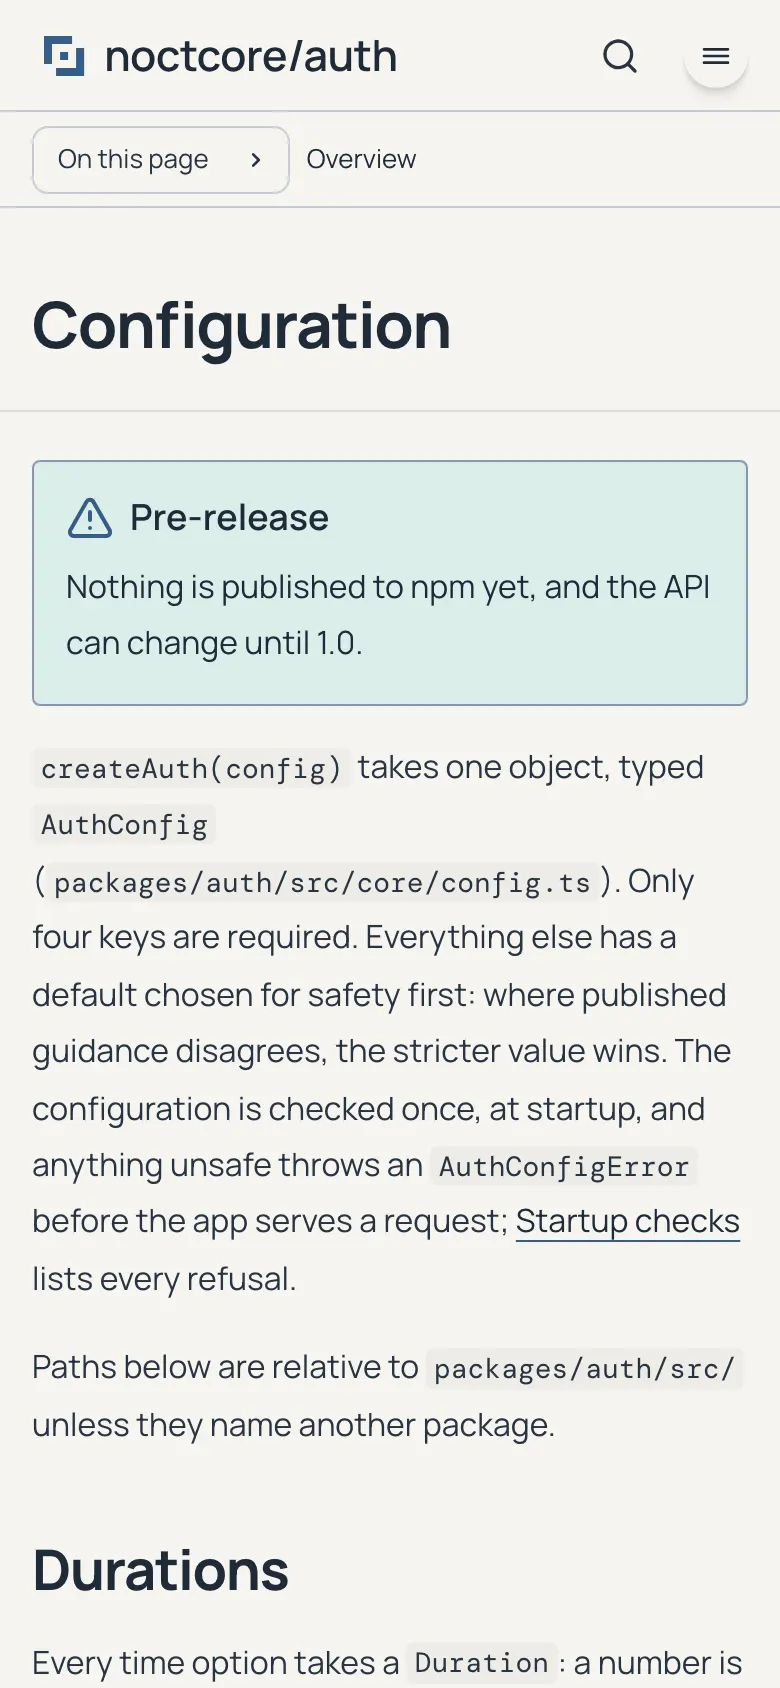 noctcore/auth
On this page
Overview
Configuration
Pre-release
Nothing is published to npm yet, and the API
can change until 1.0.
createAuth(config) takes one object, typed
AuthConfig
(packages/auth/src/core/config.ts). Only
four keys are required. Everything else has a
default chosen for safety first: where published
guidance disagrees, the stricter value wins. The
configuration is checked once, at startup, and
anything unsafe throws an AuthConfigError
before the app serves a request; Startup checks
lists every refusal.
Paths below are relative to packages/auth/src/
unless they name another package.
Durations
Every time option takes a Duration: a number is